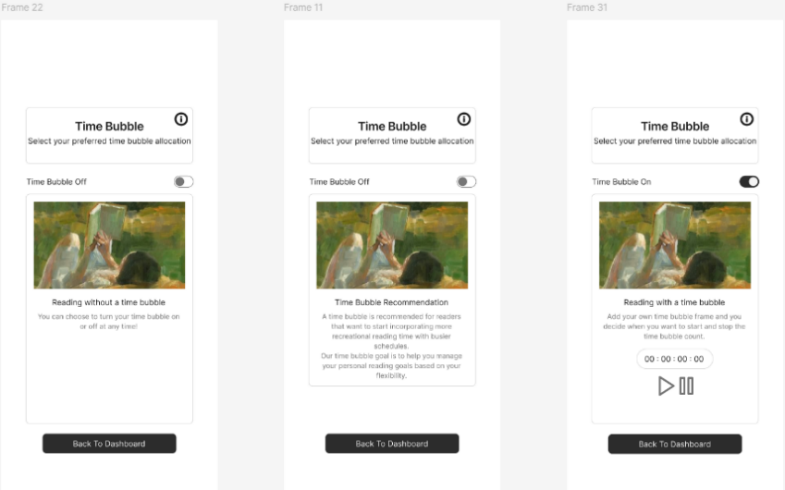 Frame 22
Time Bubble
Select your preferred time bubble allocation
Time Bubble Off
Reading without a time bubble
You can choose to turn your time bubble on
or off at any time!
Back To Dashboard
Frame 11
Time Bubble
Select your preferred time bubble allocation
Time Bubble Off
Time Bubble Recommendation
A time bubble is recommended for readers
that want to start incorporating more
recreational reading time with busier
schedules.
Our time bubble goal is to help you manage
your personal reading goals based on your
flexibility.
Back To Dashboard
Frame 31
Time Bubble
Select your preferred time bubble allocation
Time Bubble On
Reading with a time bubble
Add your own time bubble frame and you
decide when you want to start and stop the
time bubble count.
00 : 00 : 00 : 00
Back To Dashboard